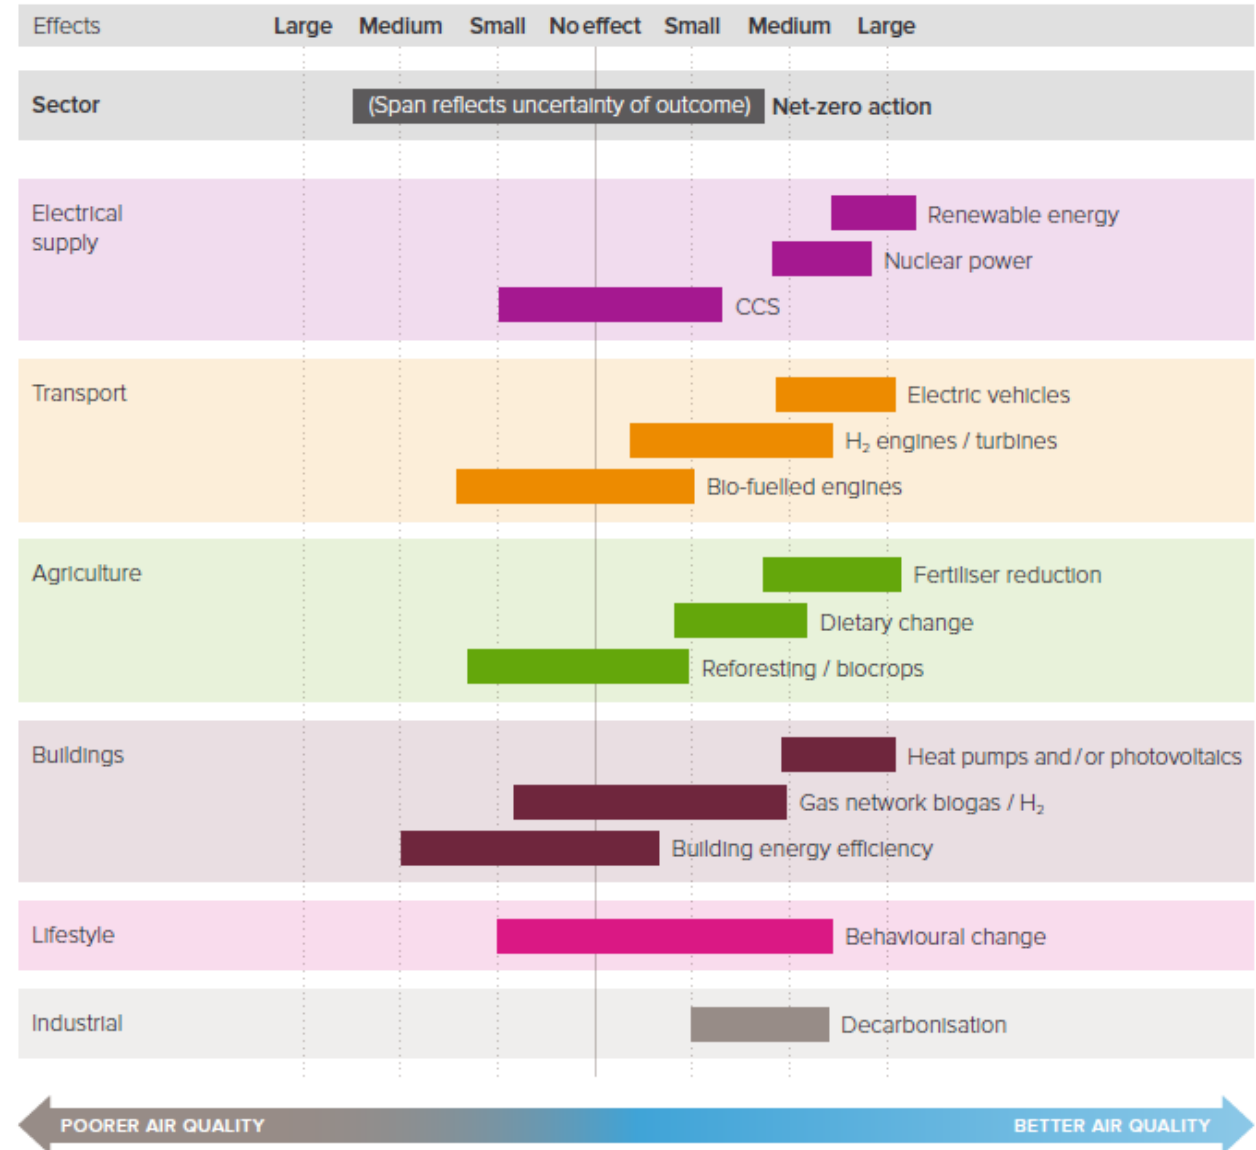 Effects Large Medium Small No effect Small Medium Large
Sector (Span reflects uncertainty of outcome) Net-zero action
Electrical
supply
Renewable energy
Nuclear power
CCS
Transport
Electric vehicles
H₂ engines / turbines
Bio-fuelled engines
Agriculture
Fertiliser reduction
Dietary change
Reforesting / biocrops
Buildings
Heat pumps and/or photovoltaics
Gas network biogas / H₂
Building energy efficiency
Lifestyle
Behavioural change
Industrial
Decarbonisation
POORER AIR QUALITY BETTER AIR QUALITY